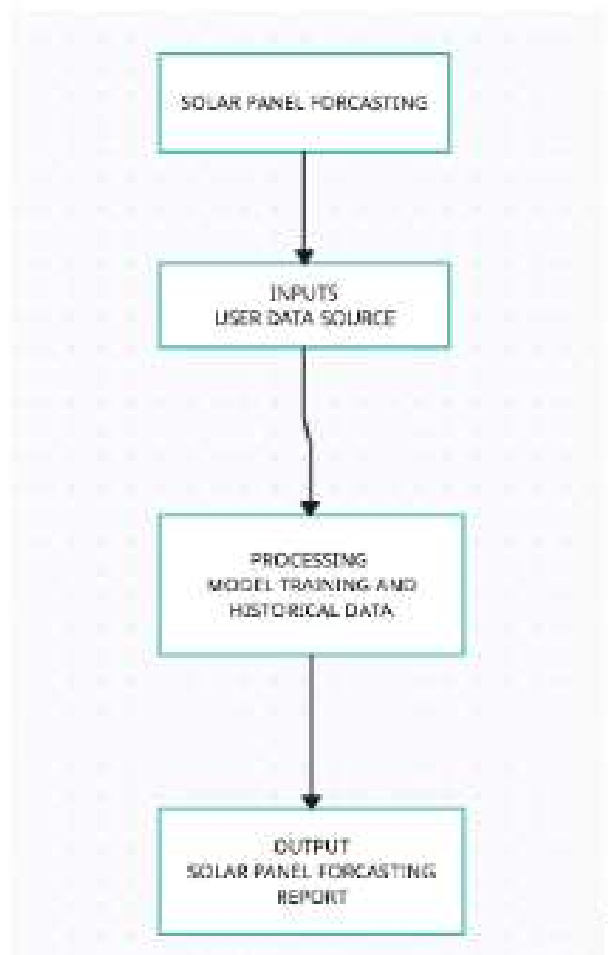 SOLAR PANEL FORCASTING
INPUTS
USER DATA SOURCE
PROCESSING
MODEL TRAINING AND
HISTORICAL DATA
OUTPUT
SOLAR PANEL FORCASTING
REPORT